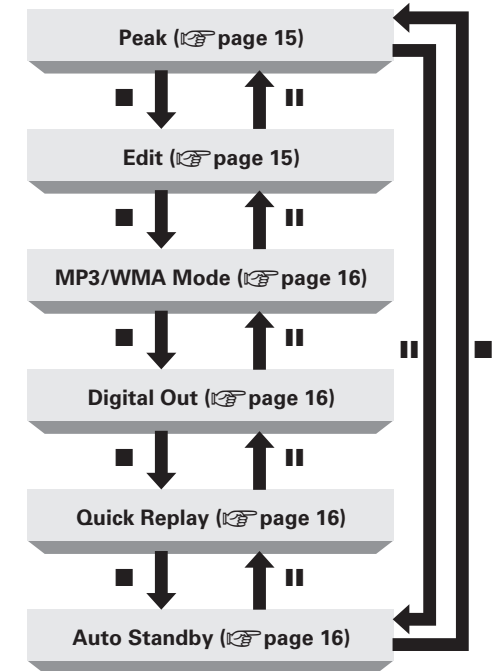 Peak (☞page 15)
Edit (☞page 15)
MP3/WMA Mode (☞page 16)
Digital Out (☞page 16)
Quick Replay (☞page 16)
Auto Standby (☞page 16)